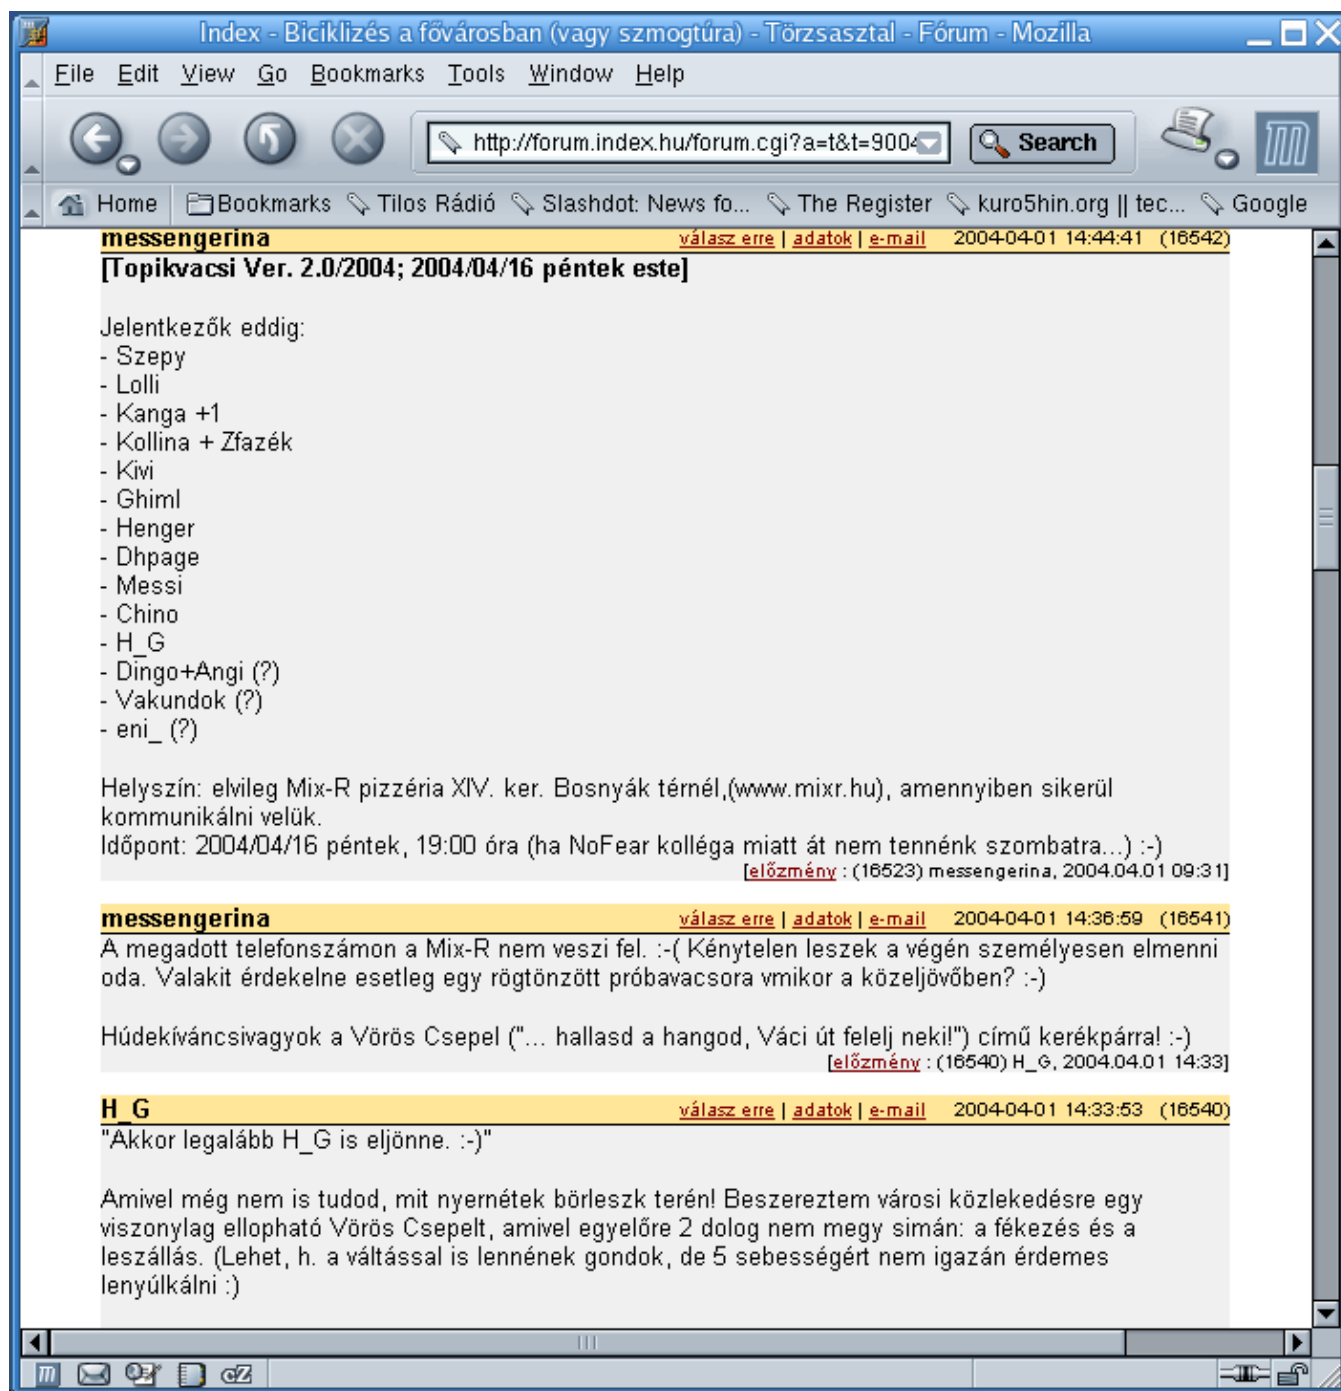 Index - Biciklizés a fővárosban (vagy szmogtúra) - Törzsasztal - Fórum - Mozilla
File Edit View Go Bookmarks Tools Window Help
http://forum.index.hu/forum.cgi?a=t&t=9004 Search
Home Bookmarks Tilos Rádió Slashdot: News fo... The Register kuro5hin.org || tec... Google
messengerina válasz erre | adatok | e-mail 2004-04-01 14:44:41 (16542)
[Topikvacsi Ver. 2.0/2004; 2004/04/16 péntek este]
Jelentkezők eddig:
- Szepy
- Lolli
- Kanga +1
- Kollina + Zfazék
- Kivi
- Ghiml
- Henger
- Dhpage
- Messi
- Chino
- H_G
- Dingo+Angi (?)
- Vakundok (?)
- eni_ (?)
Helyszín: elvileg Mix-R pizzéria XIV. ker. Bosnyák térnél,(www.mixr.hu), amennyiben sikerül
kommunikálni velük.
Időpont: 2004/04/16 péntek, 19:00 óra (ha NoFear kolléga miatt át nem tennénk szombatra...) :-)
[előzmény : (16523) messengerina, 2004.04.01 09:31]
messengerina válasz erre | adatok | e-mail 2004-04-01 14:36:59 (16541)
A megadott telefonszámon a Mix-R nem veszi fel. :-( Kénytelen leszek a végén személyesen elmenni
oda. Valakit érdekelne esetleg egy rögtönzött próbavacsora vmikor a közeljövőben? :-)
Húdekíváncsivagyok a Vörös Csepel ("... hallasd a hangod, Váci út felelj neki!") című kerékpárra! :-)
[előzmény : (16540) H_G, 2004.04.01 14:33]
H_G válasz erre | adatok | e-mail 2004-04-01 14:33:53 (16540)
"Akkor legalább H_G is eljönne. :-)"
Amivel még nem is tudod, mit nyernétek börleszk terén! Beszereztem városi közlekedésre egy
viszonylag ellopható Vörös Csepelt, amivel egyelőre 2 dolog nem megy simán: a fékezés és a
leszállás. (Lehet, h. a váltással is lennének gondok, de 5 sebességért nem igazán érdemes
lenyúlkálni :)